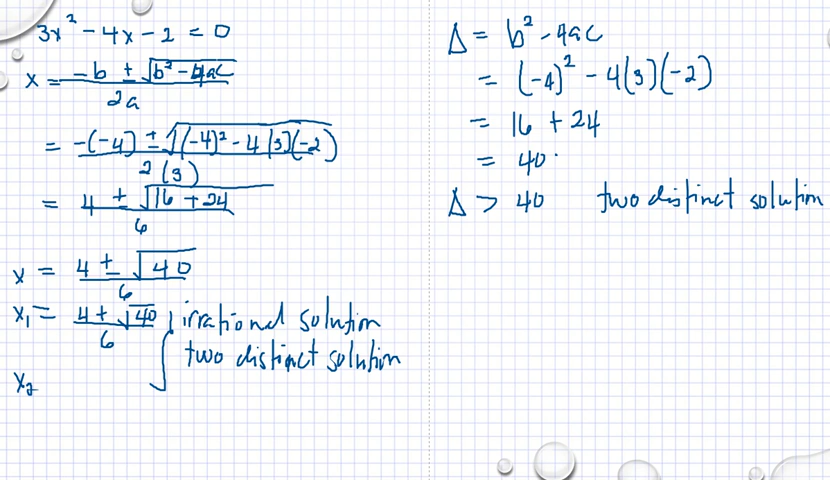 3x² - 4x - 2 = 0
x = -b ± √b² - 4ac / 2a
= -(-4) ± √(-4)² - 4(3)(-2) / 2(3)
= 4 ± √16 + 24 / 6
x = 4 ± √40 / 6
x₁ = 4 + √40 / 6 irrational solution
two distinct solution
x₂
Δ = b² - 4ac
= (-4)² - 4(3)(-2)
= 16 + 24
= 40
Δ > 40 two distinct solution